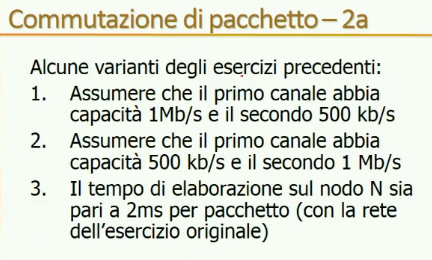 Commutazione di pacchetto – 2a
Alcune varianti degli esercizi precedenti:
1. Assumere che il primo canale abbia
capacità 1Mb/s e il secondo 500 kb/s
2. Assumere che il primo canale abbia
capacità 500 kb/s e il secondo 1 Mb/s
3. Il tempo di elaborazione sul nodo N sia
pari a 2ms per pacchetto (con la rete
dell'esercizio originale)